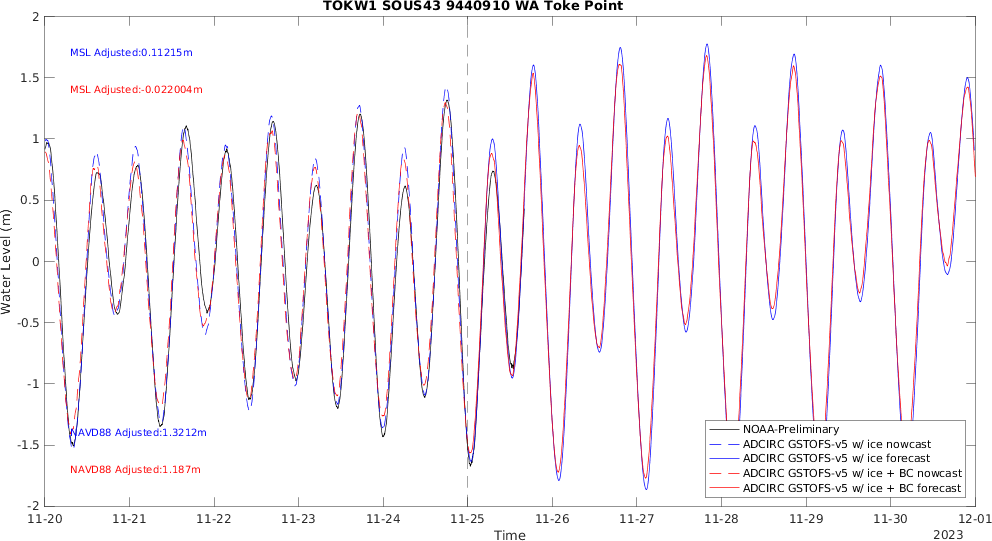 TOKW1 SOUS43 9440910 WA Toke Point
MSL Adjusted:0.11215m
MSL Adjusted:-0.022004m
NAVD88 Adjusted:1.3212m
NAVD88 Adjusted:1.187m
Water Level (m)
2
1.5
1
0.5
0
-0.5
-1
-1.5
-2
NOAA-Preliminary
ADCIRC GSTOFS-v5 w/ ice nowcast
ADCIRC GSTOFS-v5 w/ ice forecast
ADCIRC GSTOFS-v5 w/ ice + BC nowcast
ADCIRC GSTOFS-v5 w/ ice + BC forecast
11-20 11-21 11-22 11-23 11-24 11-25 11-26 11-27 11-28 11-29 11-30 12-01
Time
2023